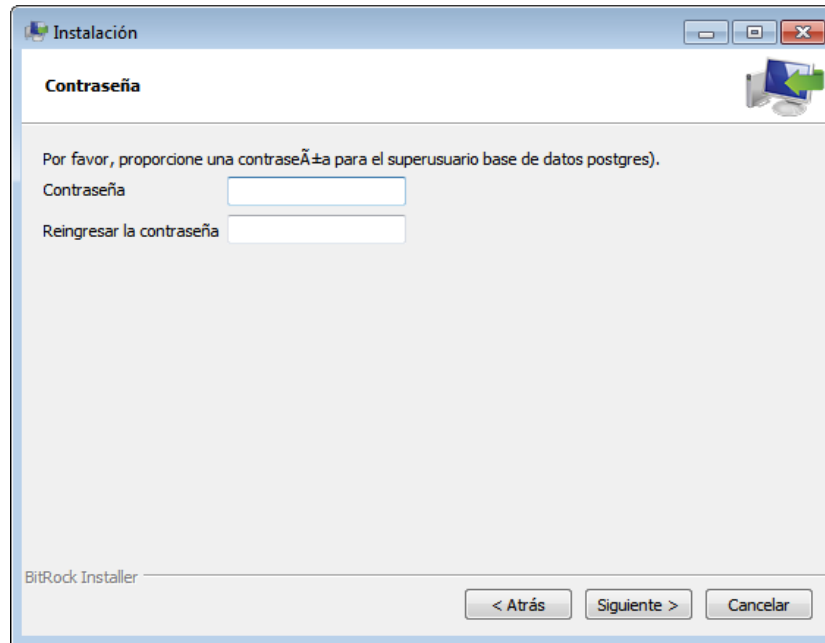 Instalación
Contraseña
Por favor, proporcione una contraseÃ±a para el superusuario base de datos postgres).
Contraseña
Reingresar la contraseña
BitRock Installer
< Atrás
Siguiente >
Cancelar